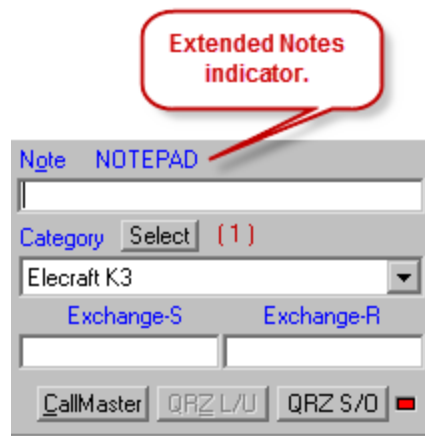 Extended Notes
indicator.
Note NOTEPAD
Category Select (1)
Elecraft K3
Exchange-S Exchange-R
CallMaster QRZ L/U QRZ S/O